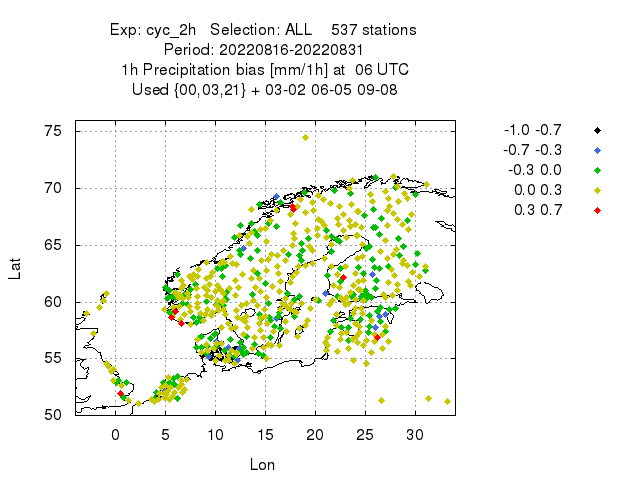 Exp: cyc_2h   Selection: ALL    537 stations
Period: 20220816-20220831
1h Precipitation bias [mm/1h] at  06 UTC
Used {00,03,21} + 03-02 06-05 09-08
-1.0 -0.7
-0.7 -0.3
-0.3 0.0
0.0 0.3
0.3 0.7
Lat
75
70
65
60
55
50
0 5 10 15 20 25 30
Lon